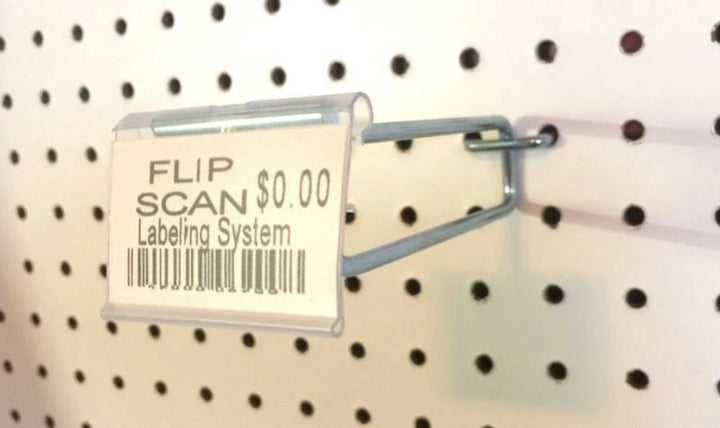 FLIP
SCAN $0.00
Labeling System